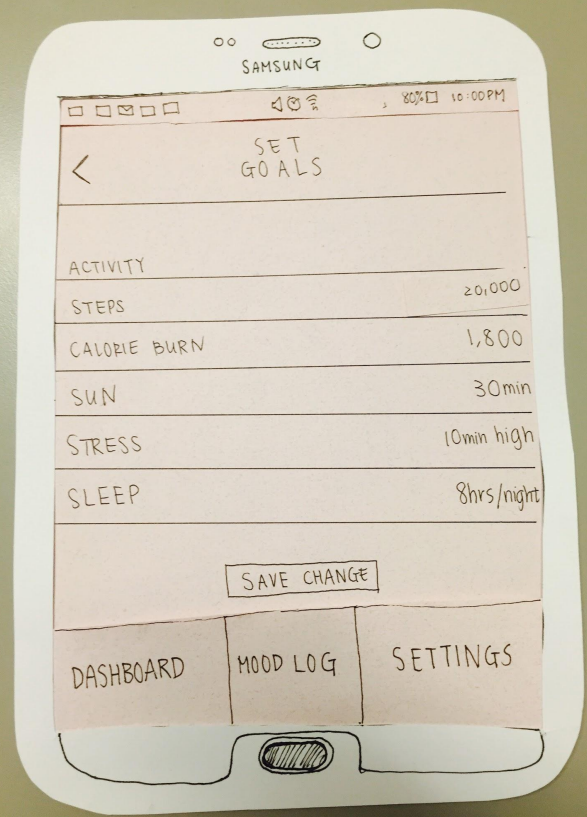 SAMSUNG
80% 10:00PM
<
SET
GOALS
ACTIVITY
STEPS 20,000
CALORIE BURN 1,800
SUN 30min
STRESS 10min high
SLEEP 8hrs/night
SAVE CHANGE
DASHBOARD MOOD LOG SETTINGS